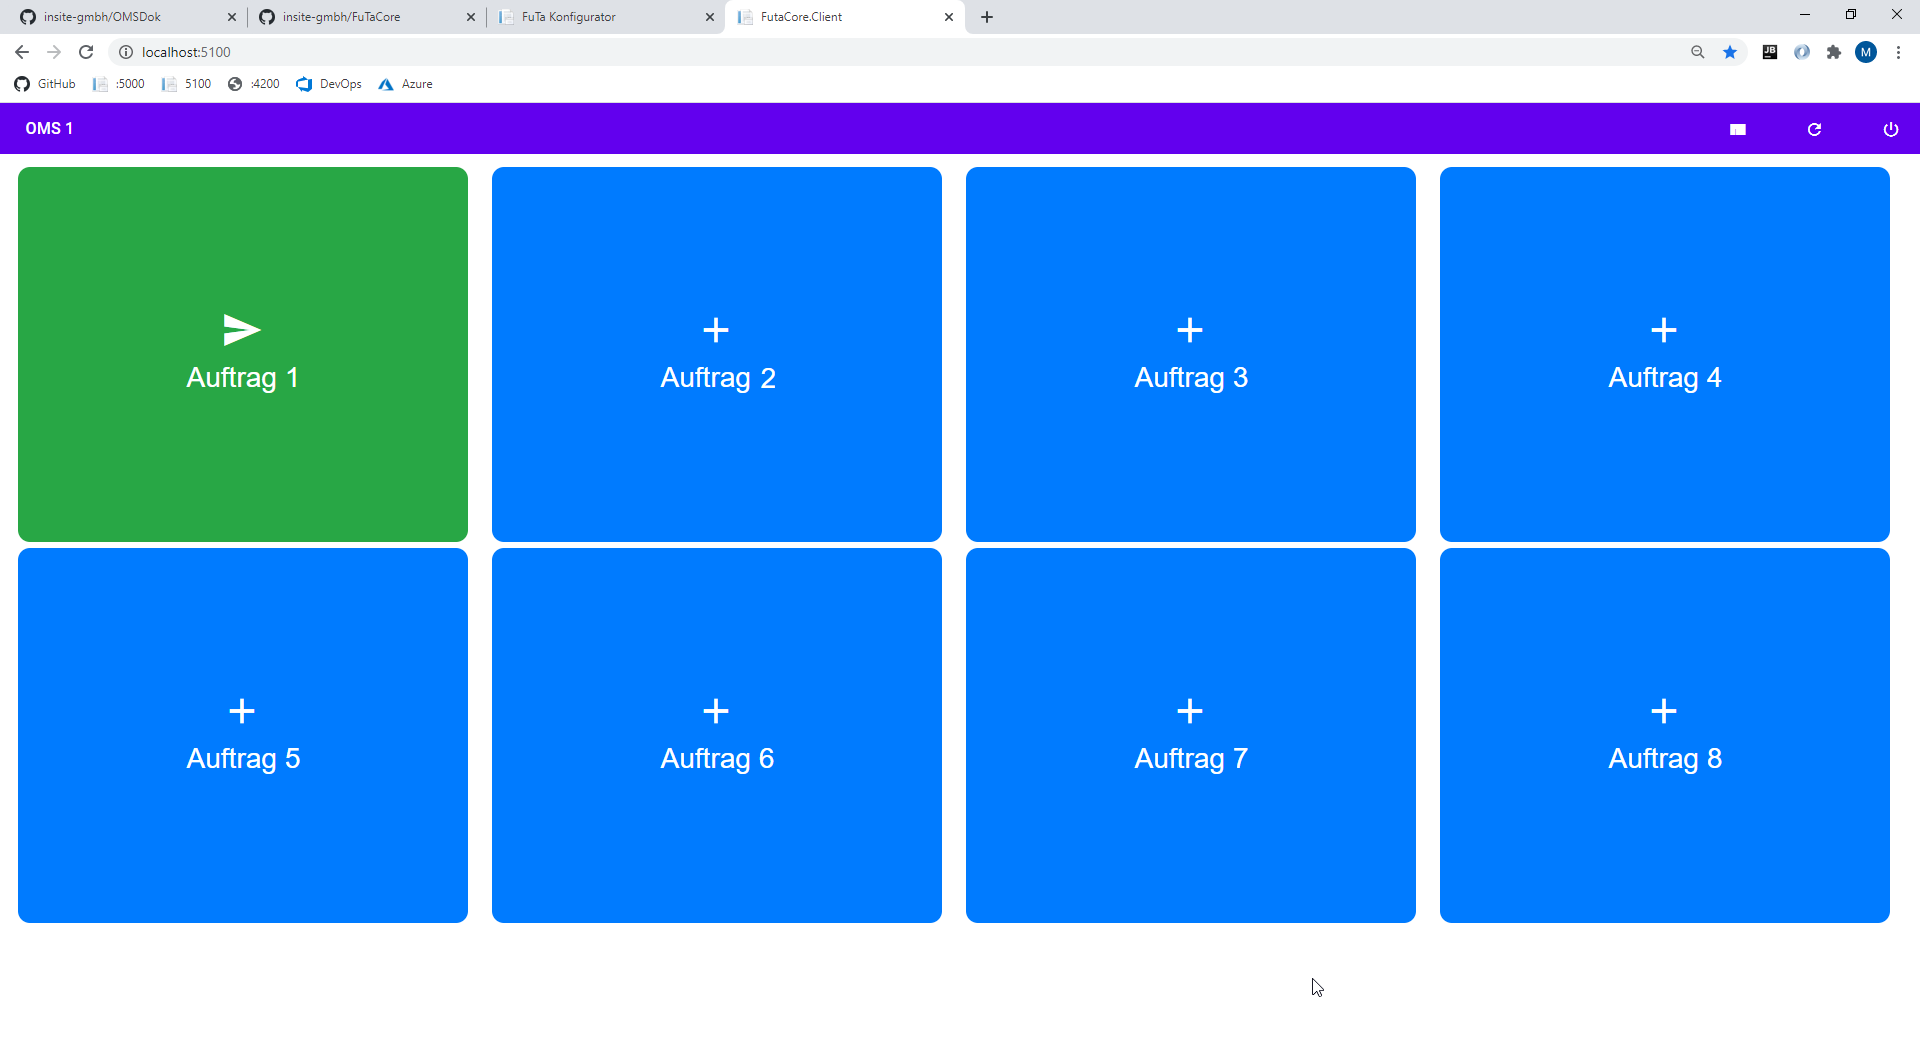 insite-gmbh/OMSDok
insite-gmbh/FuTaCore
FuTa Konfigurator
FutaCore.Client
localhost:5100
JB
M
GitHub
:5000
5100
:4200
DevOps
Azure
OMS 1
Auftrag 1
Auftrag 2
Auftrag 3
Auftrag 4
Auftrag 5
Auftrag 6
Auftrag 7
Auftrag 8